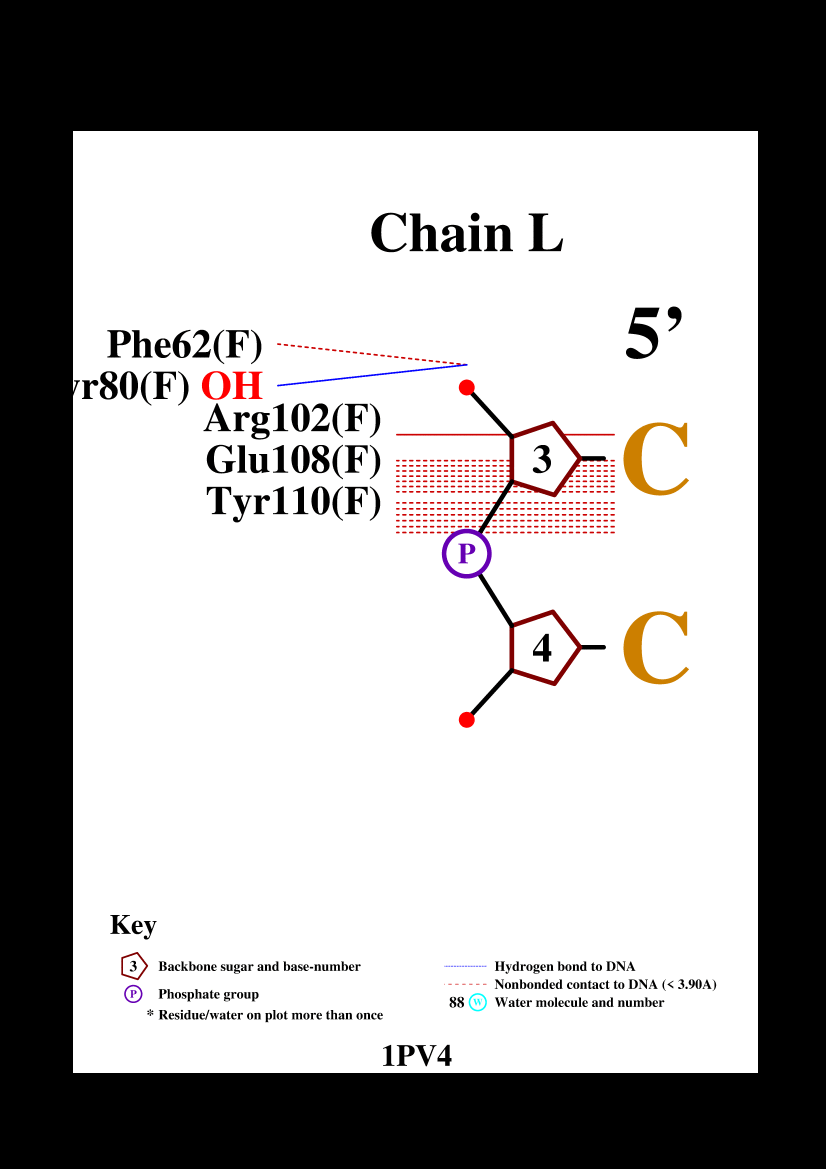 Chain L
5’
Phe62(F)
yr80(F) OH
Arg102(F)
Glu108(F)
Tyr110(F)
3
C
P
4
C
Key
3 Backbone sugar and base-number
P Phosphate group
* Residue/water on plot more than once
Hydrogen bond to DNA
Nonbonded contact to DNA (< 3.90A)
88 W Water molecule and number
1PV4